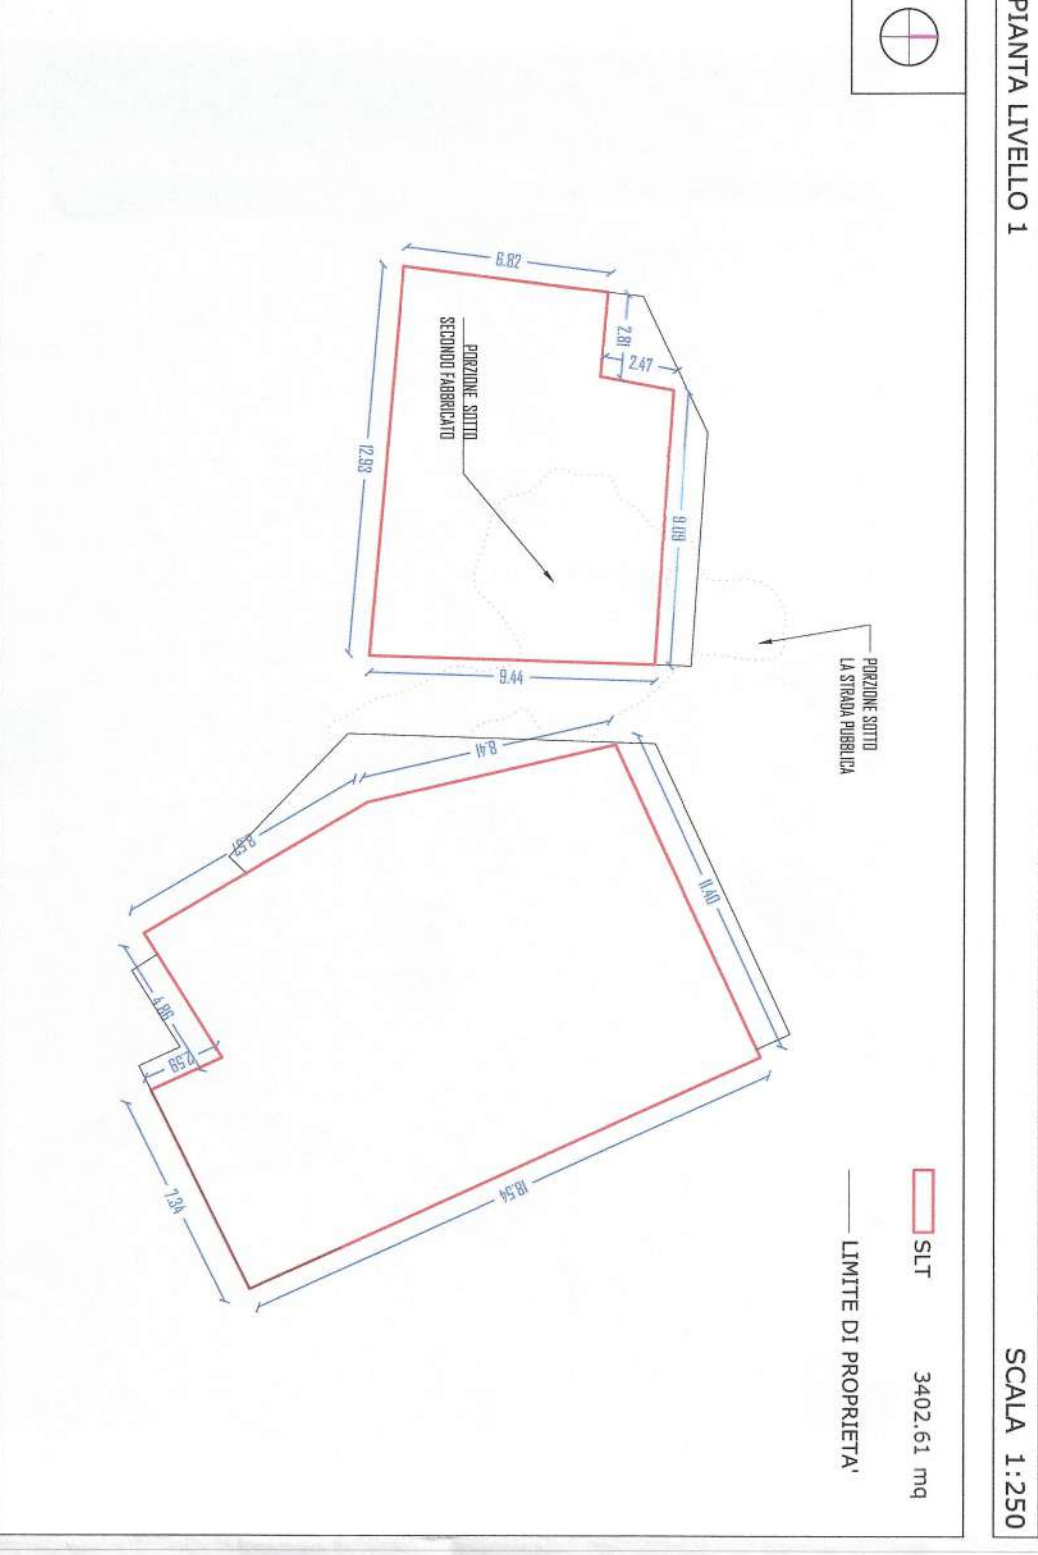 PIANTA LIVELLO 1
SCALA 1:250
SLT 3402.61 mq
LIMITE DI PROPRIETA'
PORZIONE SOTTO
LA STRADA PUBBLICA
PORZIONE SOTTO
SECONDO FABBRICATO
6.82
2.81
2.47
9.09
12.93
9.44
8.41
11.40
4.86
2.59
7.34
18.54